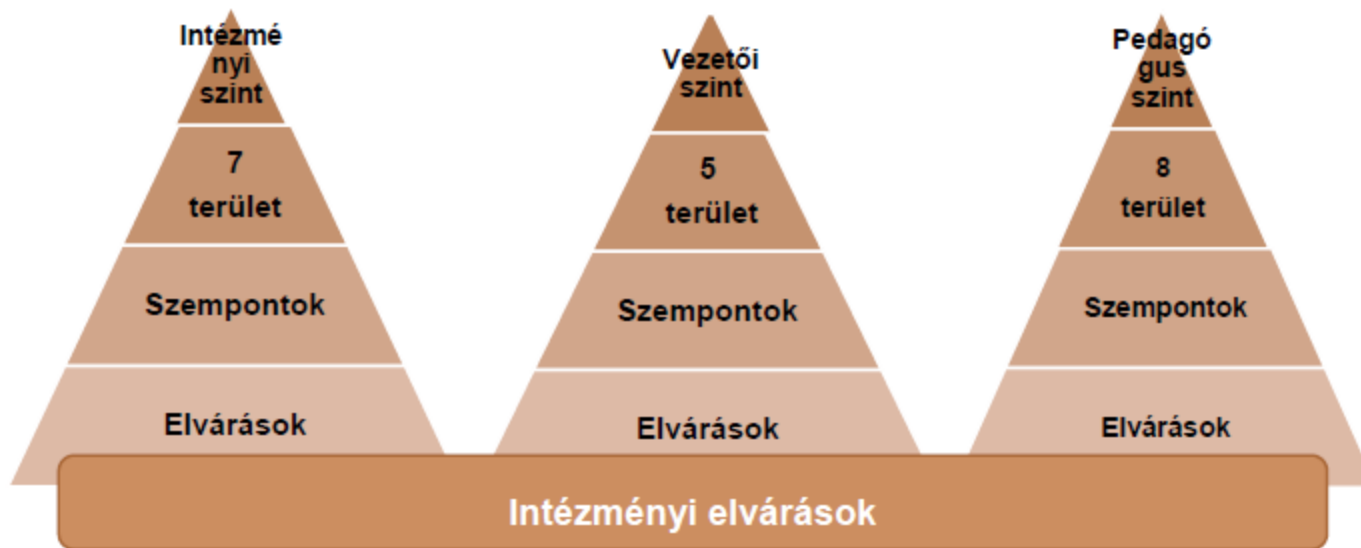 Intézmé
nyi
szint
7
terület
Szempontok
Elvárások
Vezetői
szint
5
terület
Szempontok
Elvárások
Pedagó
gus
szint
8
terület
Szempontok
Elvárások
Intézményi elvárások